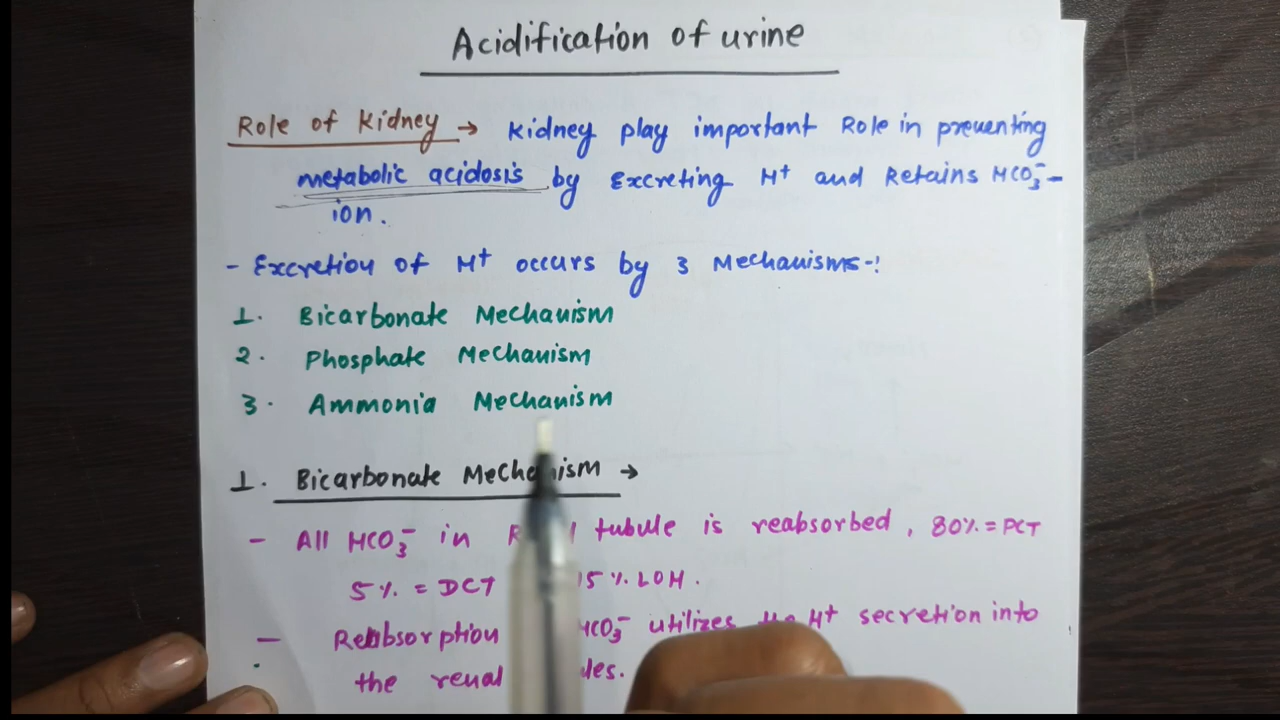 Acidification of urine
Role of Kidney → Kidney play important Role in preventing
metabolic acidosis by Excreting H⁺ and Retains HCO₃⁻
ion.
- Excretion of H⁺ occurs by 3 Mechanisms-:
1. Bicarbonate Mechanism
2. Phosphate Mechanism
3. Ammonia Mechanism
1. Bicarbonate Mechanism →
- All HCO₃⁻ in tubule is reabsorbed, 80% = PCT
5% = DCT 15% LOH.
- Reabsorption HCO₃⁻ utilizes the H⁺ secretion into
the renal